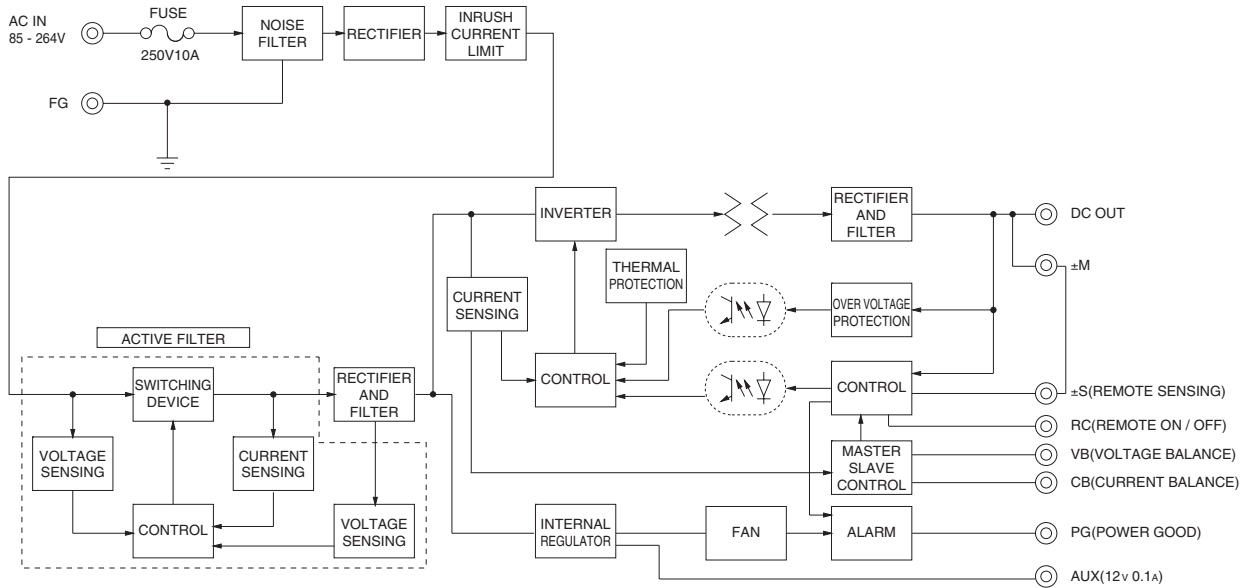 AC IN
85 - 264V
FUSE
250V10A
NOISE
FILTER
RECTIFIER
INRUSH
CURRENT
LIMIT
FG
INVERTER
RECTIFIER
AND
FILTER
DC OUT
±M
THERMAL
PROTECTION
CURRENT
SENSING
OVER VOLTAGE
PROTECTION
ACTIVE FILTER
SWITCHING
DEVICE
RECTIFIER
AND
FILTER
CONTROL
CONTROL
±S(REMOTE SENSING)
RC(REMOTE ON / OFF)
VOLTAGE
SENSING
CURRENT
SENSING
MASTER
SLAVE
CONTROL
VB(VOLTAGE BALANCE)
CB(CURRENT BALANCE)
CONTROL
VOLTAGE
SENSING
INTERNAL
REGULATOR
FAN
ALARM
PG(POWER GOOD)
AUX(12V 0.1A)